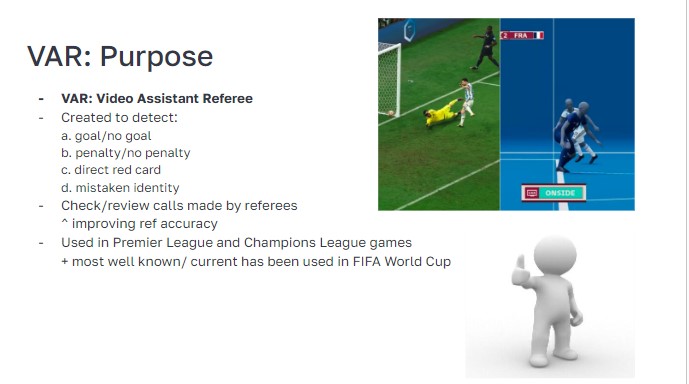 VAR: Purpose
- VAR: Video Assistant Referee
- Created to detect:
a. goal/no goal
b. penalty/no penalty
c. direct red card
d. mistaken identity
- Check/review calls made by referees
^ improving ref accuracy
- Used in Premier League and Champions League games
+ most well known/ current has been used in FIFA World Cup
2 FRA
ONSIDE